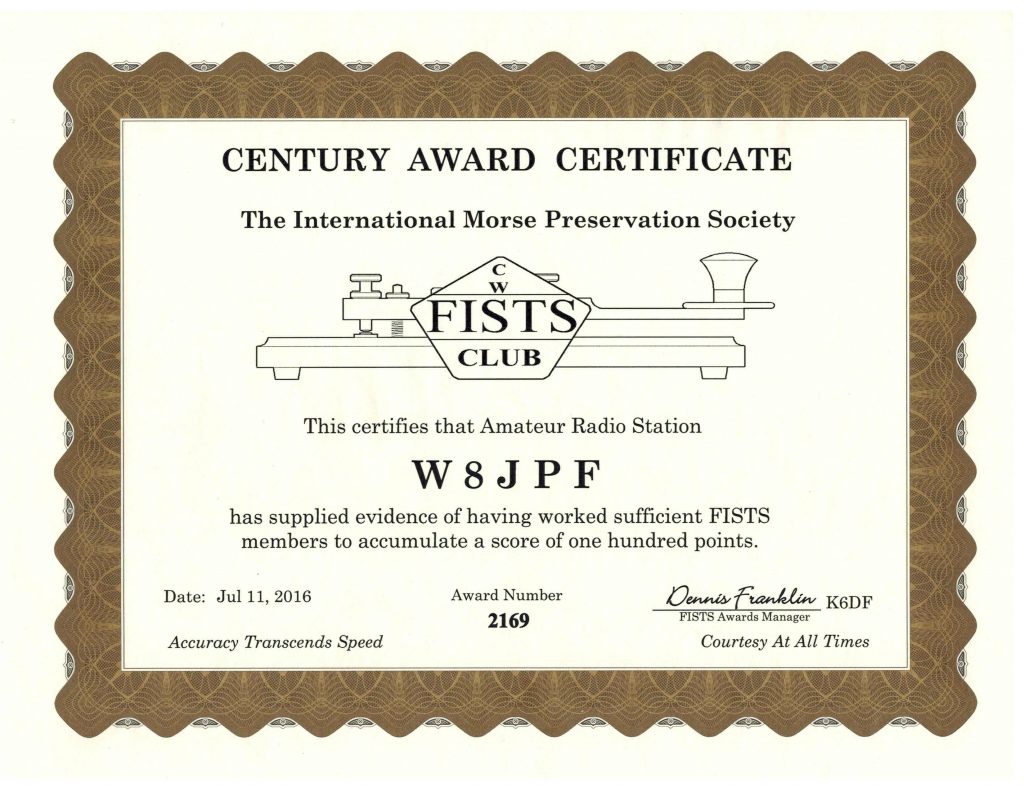 CENTURY AWARD CERTIFICATE
The International Morse Preservation Society
C
W
FISTS
CLUB
This certifies that Amateur Radio Station
W8JPF
has supplied evidence of having worked sufficient FISTS
members to accumulate a score of one hundred points.
Date: Jul 11, 2016
Award Number
2169
Dennis Franklin K6DF
FISTS Awards Manager
Accuracy Transcends Speed
Courtesy At All Times